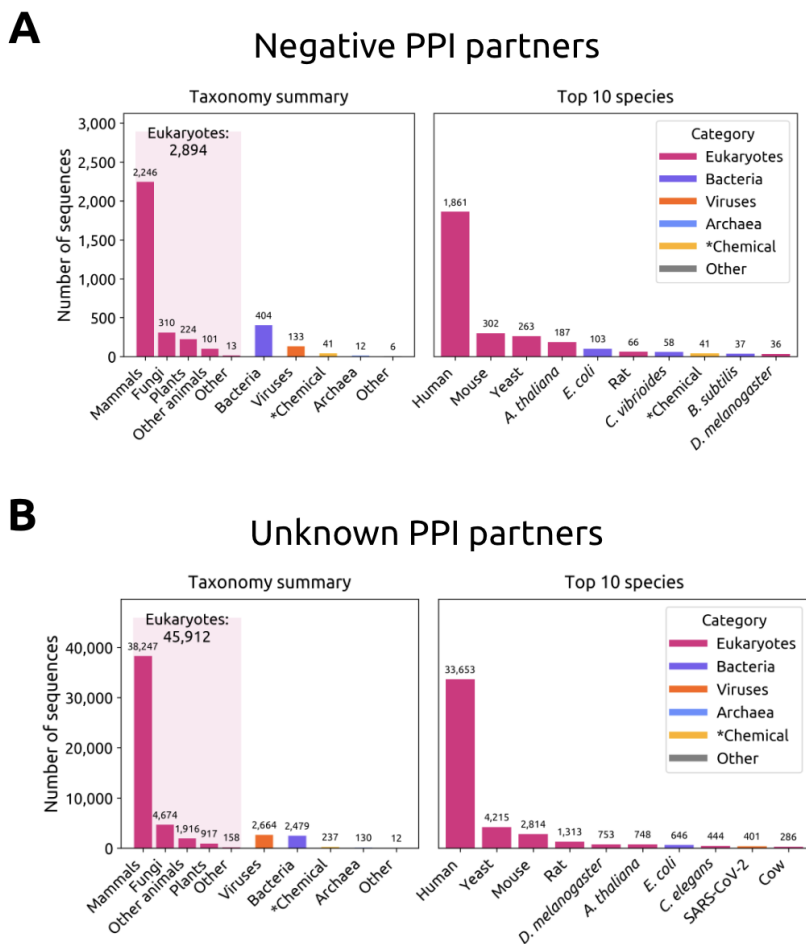 A
Negative PPI partners
Taxonomy summary
Top 10 species
Number of sequences
3,000
2,500
2,000
1,500
1,000
500
0
Eukaryotes:
2,894
2,246
310
224
101
13
404
133
41
12
6
Mammals
Fungi
Plants
Other animals
Other
Bacteria
Viruses
*Chemical
Archaea
Other
1,861
302
263
187
103
66
58
41
37
36
Human
Mouse
Yeast
A. thaliana
E. coli
Rat
C. vibrioides
*Chemical
B. subtilis
D. melanogaster
Category
Eukaryotes
Bacteria
Viruses
Archaea
*Chemical
Other
B
Unknown PPI partners
Taxonomy summary
Top 10 species
Number of sequences
40,000
30,000
20,000
10,000
0
Eukaryotes:
45,912
38,247
4,674
1,916
917
158
2,664
2,479
237
130
12
Mammals
Fungi
Other animals
Plants
Other
Viruses
Bacteria
*Chemical
Archaea
Other
33,653
4,215
2,814
1,313
753
748
646
444
401
286
Human
Yeast
Mouse
Rat
D. melanogaster
A. thaliana
E. coli
C. elegans
SARS-CoV-2
Cow
Category
Eukaryotes
Bacteria
Viruses
Archaea
*Chemical
Other